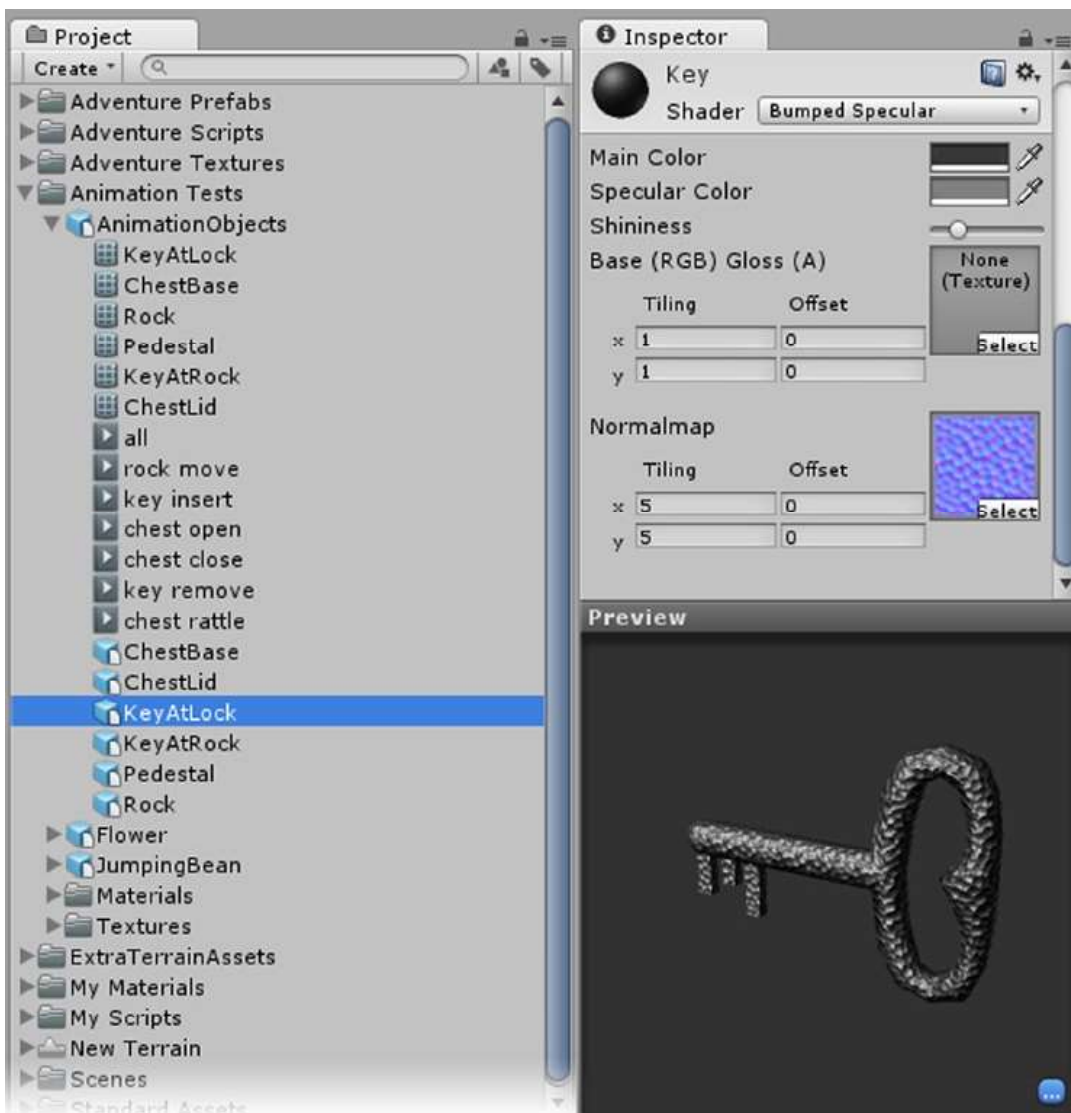 Project
Create
Adventure Prefabs
Adventure Scripts
Adventure Textures
Animation Tests
AnimationObjects
KeyAtLock
ChestBase
Rock
Pedestal
KeyAtRock
ChestLid
all
rock move
key insert
chest open
chest close
key remove
chest rattle
ChestBase
ChestLid
KeyAtLock
KeyAtRock
Pedestal
Rock
Flower
JumpingBean
Materials
Textures
ExtraTerrainAssets
My Materials
My Scripts
New Terrain
Scenes
Standard Assets
Inspector
Key
Shader Bumped Specular
Main Color
Specular Color
Shininess
Base (RGB) Gloss (A)
None
(Texture)
Tiling Offset
x 1 0
Select
y 1 0
Normalmap
Tiling Offset
x 5 0
Select
y 5 0
Preview